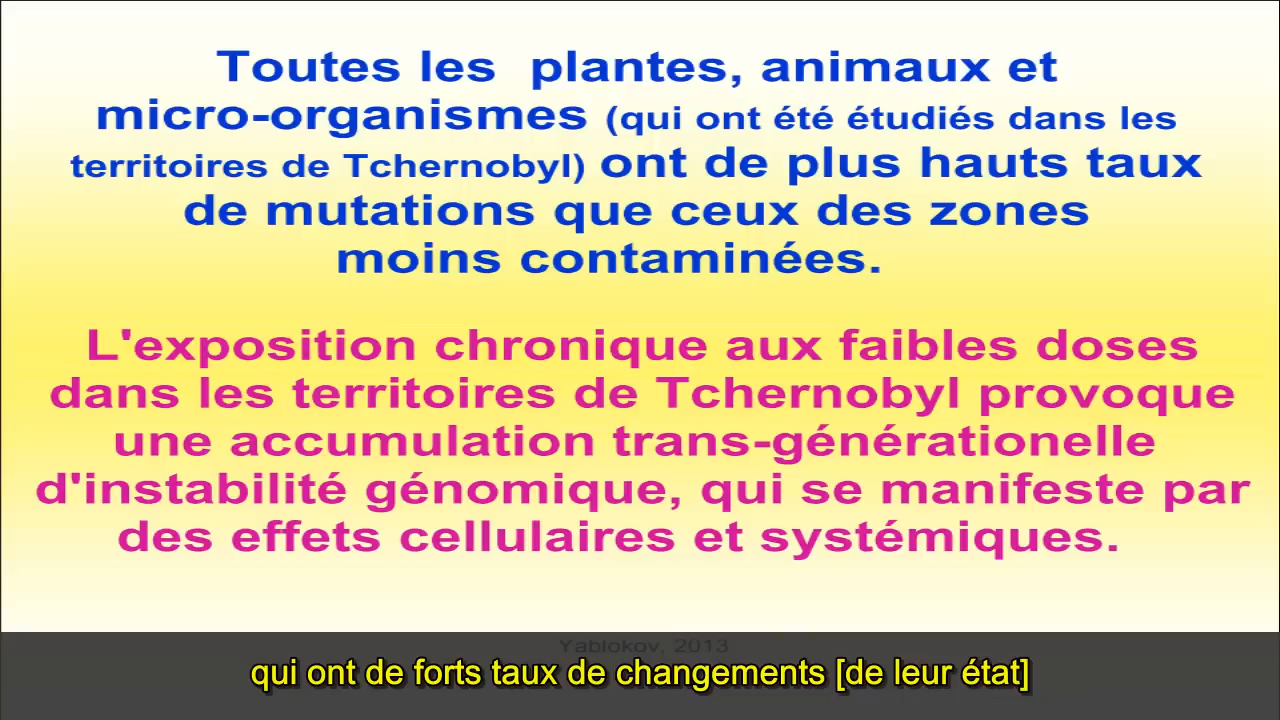 Toutes les plantes, animaux et
micro-organismes (qui ont été étudiés dans les
territoires de Tchernobyl) ont de plus hauts taux
de mutations que ceux des zones
moins contaminées.
L'exposition chronique aux faibles doses
dans les territoires de Tchernobyl provoque
une accumulation trans-générationelle
d'instabilité génomique, qui se manifeste par
des effets cellulaires et systémiques.
Yablokov, 2013
qui ont de forts taux de changements [de leur état]